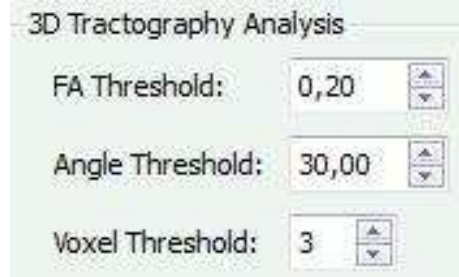 3D Tractography Analysis
FA Threshold: 0,20
Angle Threshold: 30,00
Voxel Threshold: 3